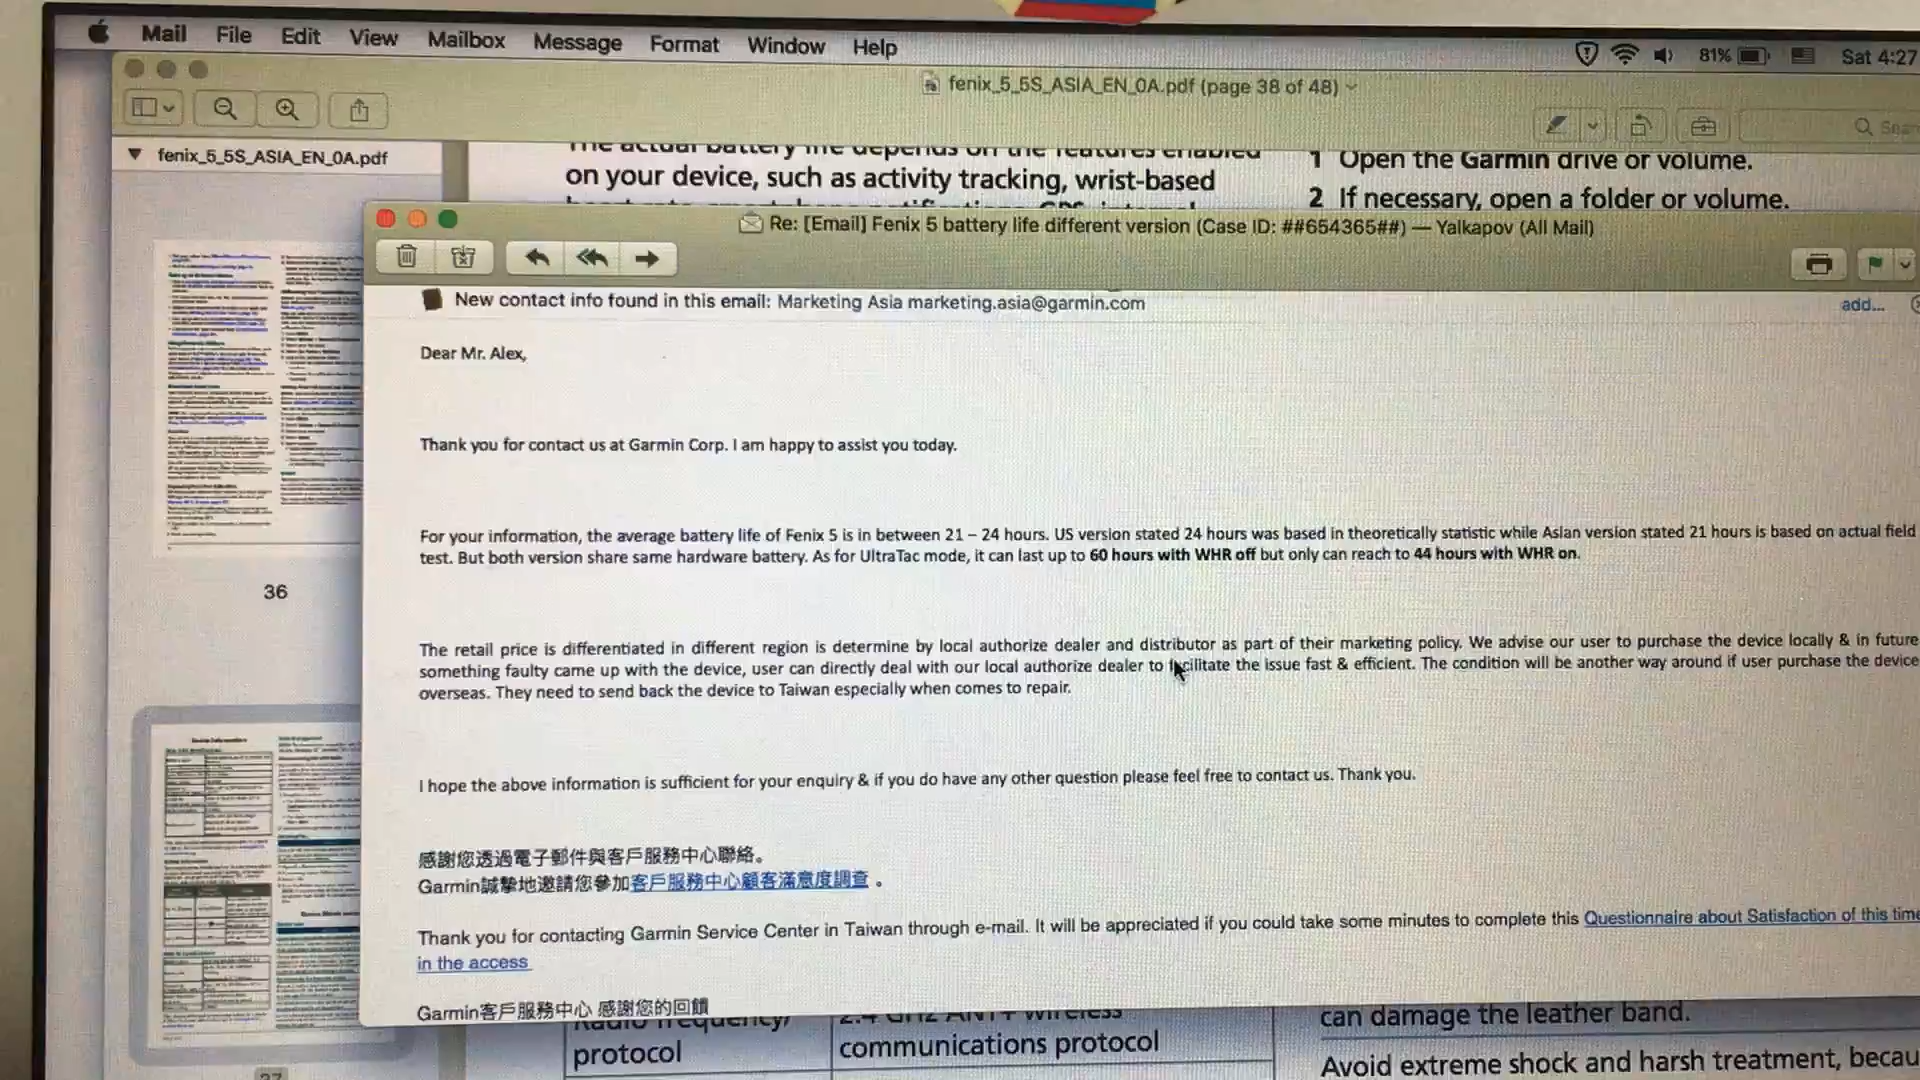 Mail File Edit View Mailbox Message Format Window Help 81% Sat 4:27
fenix_5_5S_ASIA_EN_0A.pdf (page 38 of 48)
fenix_5_5S_ASIA_EN_0A.pdf
The actual battery life depends on the features enabled
on your device, such as activity tracking, wrist-based
1 Open the Garmin drive or volume.
2 If necessary, open a folder or volume.
Re: [Email] Fenix 5 battery life different version (Case ID: ##654365##) — Yalkapov (All Mail)
New contact info found in this email: Marketing Asia marketing.asia@garmin.com add...
Dear Mr. Alex,
Thank you for contact us at Garmin Corp. I am happy to assist you today.
For your information, the average battery life of Fenix 5 is in between 21 – 24 hours. US version stated 24 hours was based in theoretically statistic while Asian version stated 21 hours is based on actual field
test. But both version share same hardware battery. As for UltraTac mode, it can last up to 60 hours with WHR off but only can reach to 44 hours with WHR on.
The retail price is differentiated in different region is determine by local authorize dealer and distributor as part of their marketing policy. We advise our user to purchase the device locally & in future
something faulty came up with the device, user can directly deal with our local authorize dealer to facilitate the issue fast & efficient. The condition will be another way around if user purchase the device
overseas. They need to send back the device to Taiwan especially when comes to repair.
I hope the above information is sufficient for your enquiry & if you do have any other question please feel free to contact us. Thank you.
感謝您透過電子郵件與客戶服務中心聯絡。
Garmin誠摯地邀請您參加客戶服務中心顧客滿意度調查 。
Thank you for contacting Garmin Service Center in Taiwan through e-mail. It will be appreciated if you could take some minutes to complete this Questionnaire about Satisfaction of this time
in the access
Garmin客戶服務中心 感謝您的回饋
36
37
Radio frequency/
protocol
2.4 GHz ANT+ wireless
communications protocol
can damage the leather band.
Avoid extreme shock and harsh treatment, becau